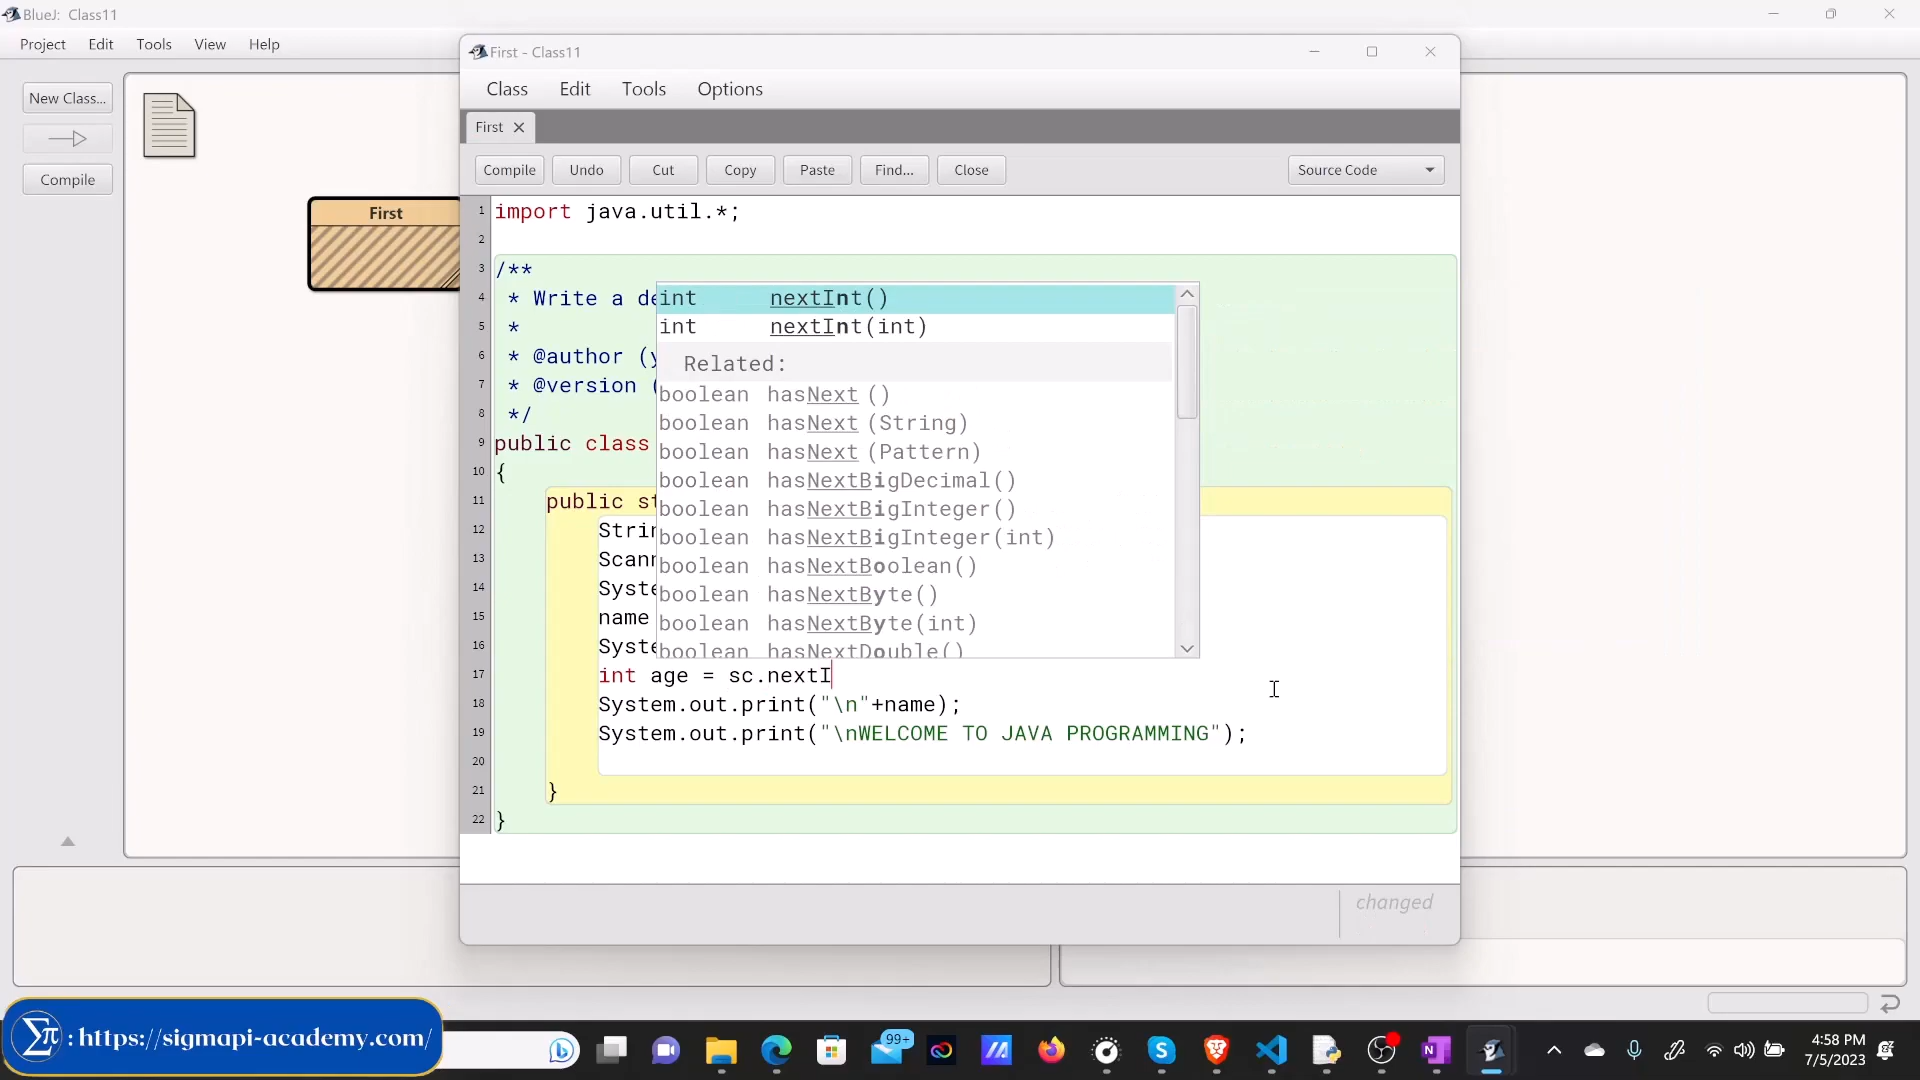 BlueJ: Class11
Project Edit Tools View Help
New Class...
Compile
First
First - Class11
Class Edit Tools Options
First
Compile Undo Cut Copy Paste Find... Close Source Code
1 import java.util.*;
2
3 /**
4 * Write a de
5 *
6 * @author (y
7 * @version (
8 */
9 public class
10 {
11 public st
12 Strin
13 Scann
14 Syste
15 name
16 Syste
17 int age = sc.nextI
18 System.out.print("\n"+name);
19 System.out.print("\nWELCOME TO JAVA PROGRAMMING");
20
21 }
22 }
int nextInt()
int nextInt(int)
Related:
boolean hasNext ()
boolean hasNext (String)
boolean hasNext (Pattern)
boolean hasNextBigDecimal()
boolean hasNextBigInteger()
boolean hasNextBigInteger(int)
boolean hasNextBoolean()
boolean hasNextByte()
boolean hasNextByte(int)
boolean hasNextDouble()
changed
Σπ : https://sigmapi-academy.com/
99+
4:58 PM
7/5/2023